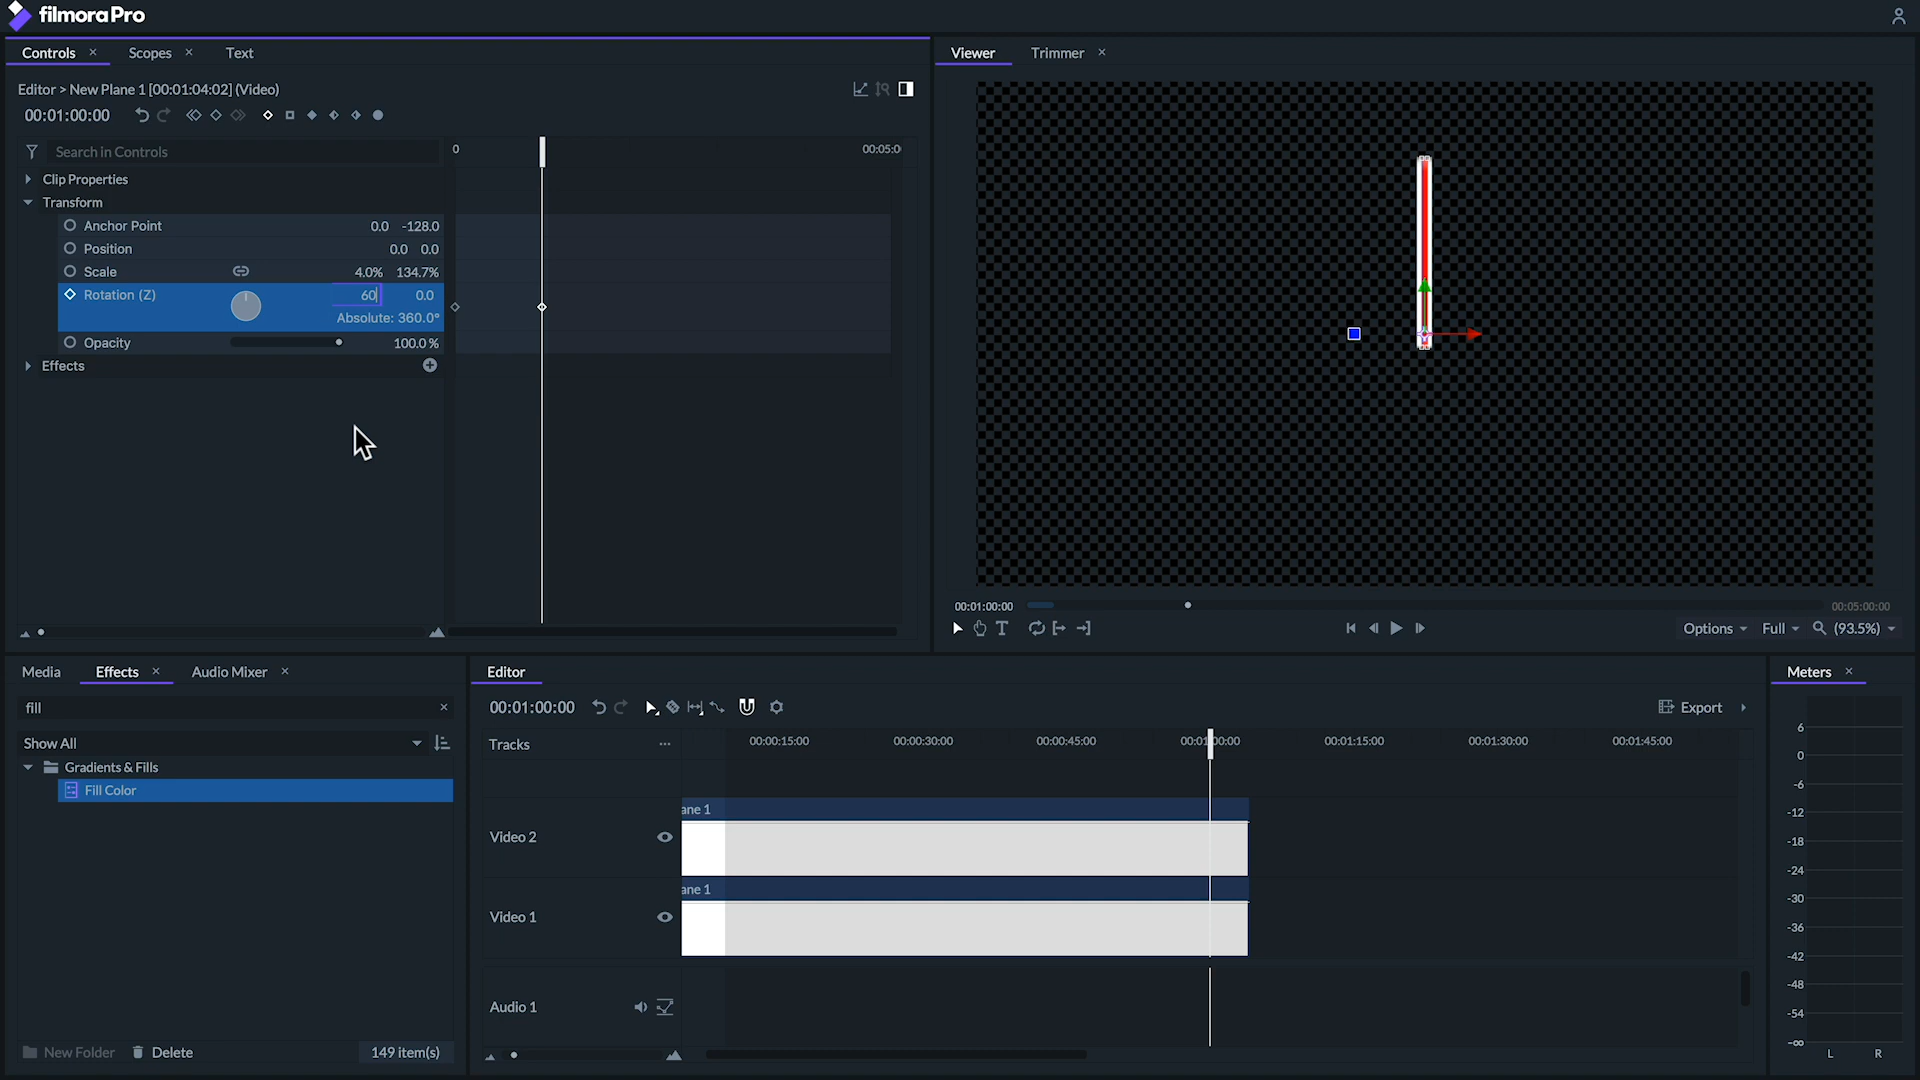 filmoraPro
Controls × Scopes × Text
Viewer Trimmer ×
Editor > New Plane 1 [00:01:04:02] (Video)
00:01:00:00
Search in Controls
0 00:05:0
Clip Properties
Transform
Anchor Point 0.0 -128.0
Position 0.0 0.0
Scale 4.0% 134.7%
Rotation (Z) 60 0.0
Absolute: 360.0°
Opacity 100.0 %
Effects
00:01:00:00 00:05:00:00
Options Full (93.5%)
Media Effects × Audio Mixer ×
Editor
Meters ×
fill ×
00:01:00:00
Export
Show All
Tracks ...
00:00:15:00 00:00:30:00 00:00:45:00 00:01:00:00 00:01:15:00 00:01:30:00 00:01:45:00
Gradients & Fills
Fill Color
ane 1
Video 2
ane 1
Video 1
Audio 1
6
0
-6
-12
-18
-24
-30
-36
-42
-48
-54
-∞
L R
New Folder Delete 149 item(s)